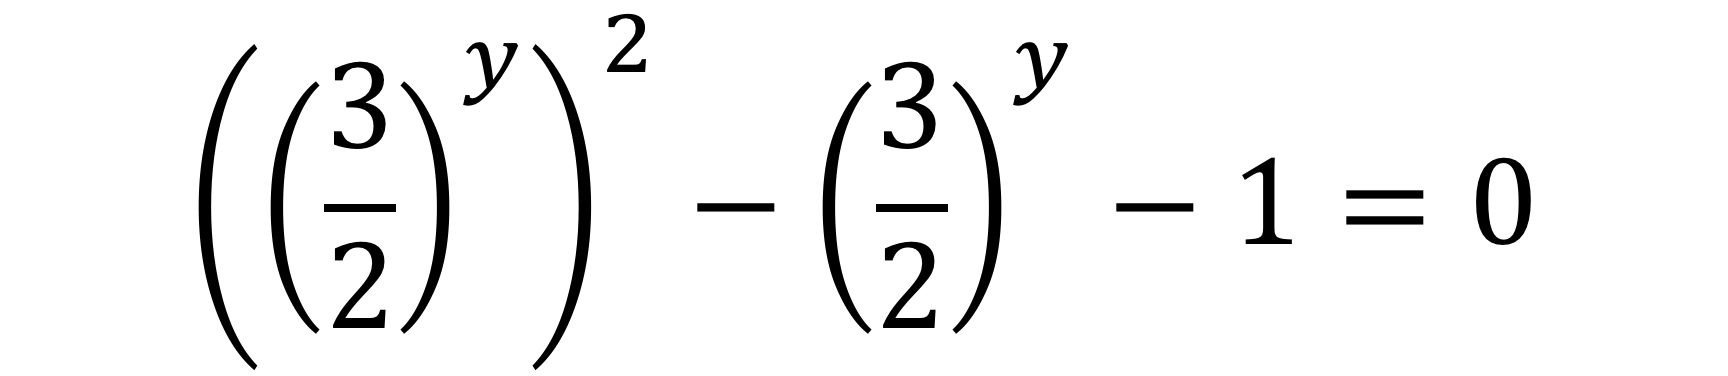 ((3/2)^y)^2 − (3/2)^y − 1 = 0